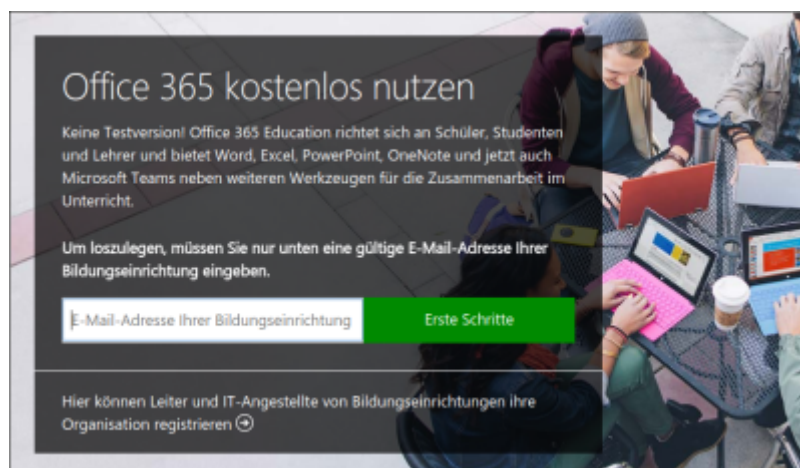 Office 365 kostenlos nutzen
Keine Testversion! Office 365 Education richtet sich an Schüler, Studenten
und Lehrer und bietet Word, Excel, PowerPoint, OneNote und jetzt auch
Microsoft Teams neben weiteren Werkzeugen für die Zusammenarbeit im
Unterricht.
Um loszulegen, müssen Sie nur unten eine gültige E-Mail-Adresse Ihrer
Bildungseinrichtung eingeben.
E-Mail-Adresse Ihrer Bildungseinrichtung
Erste Schritte
Hier können Leiter und IT-Angestellte von Bildungseinrichtungen ihre
Organisation registrieren